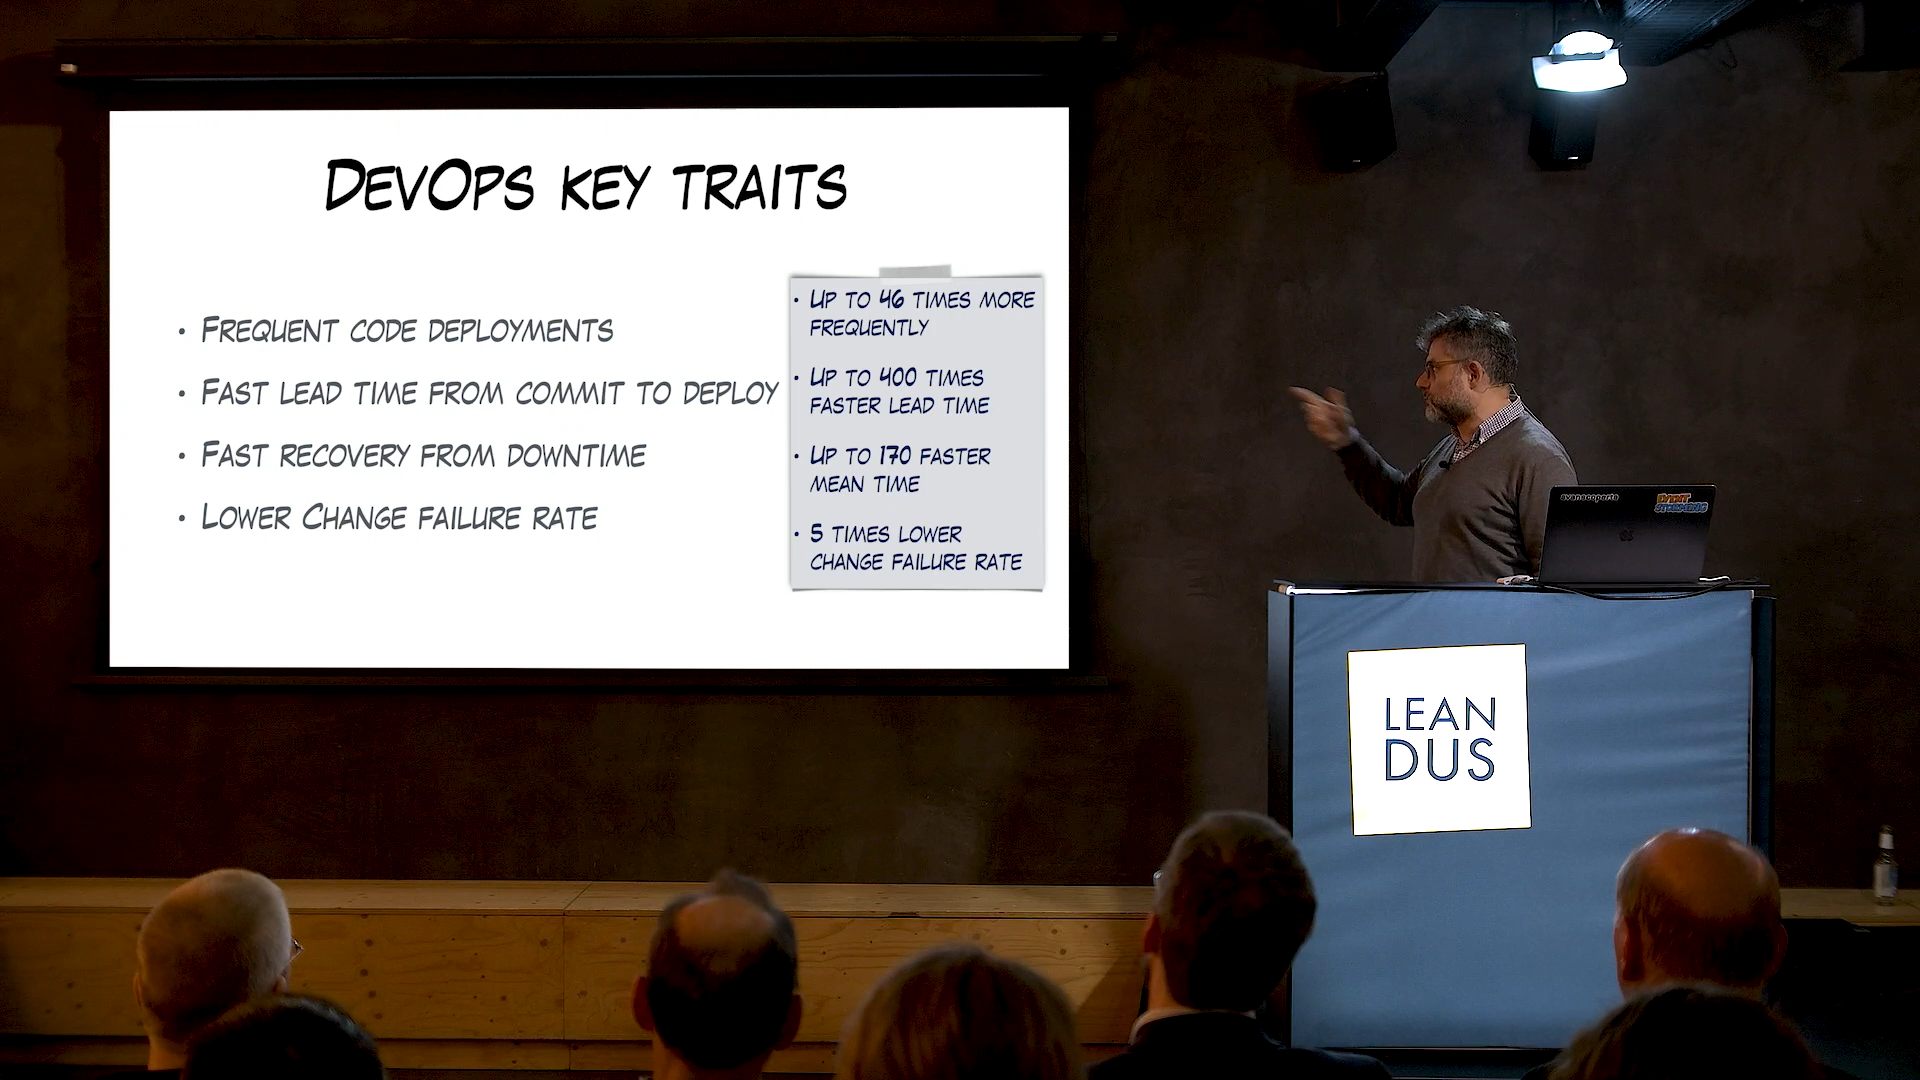 DevOps key traits
• Frequent code deployments
• Fast lead time from commit to deploy
• Fast recovery from downtime
• Lower Change failure rate
• Up to 46 times more
frequently
• Up to 400 times
faster lead time
• Up to 170 faster
mean time
• 5 times lower
change failure rate
EVENT
STORMING
LEAN
DUS